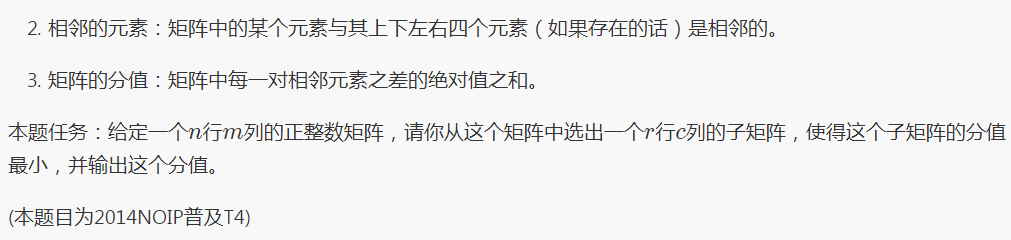 2. 相邻的元素：矩阵中的某个元素与其上下左右四个元素（如果存在的话）是相邻的。
3. 矩阵的分值：矩阵中每一对相邻元素之差的绝对值之和。
本题任务：给定一个n行m列的正整数矩阵，请你从这个矩阵中选出一个r行c列的子矩阵，使得这个子矩阵的分值
最小，并输出这个分值。
(本题目为2014NOIP普及T4)